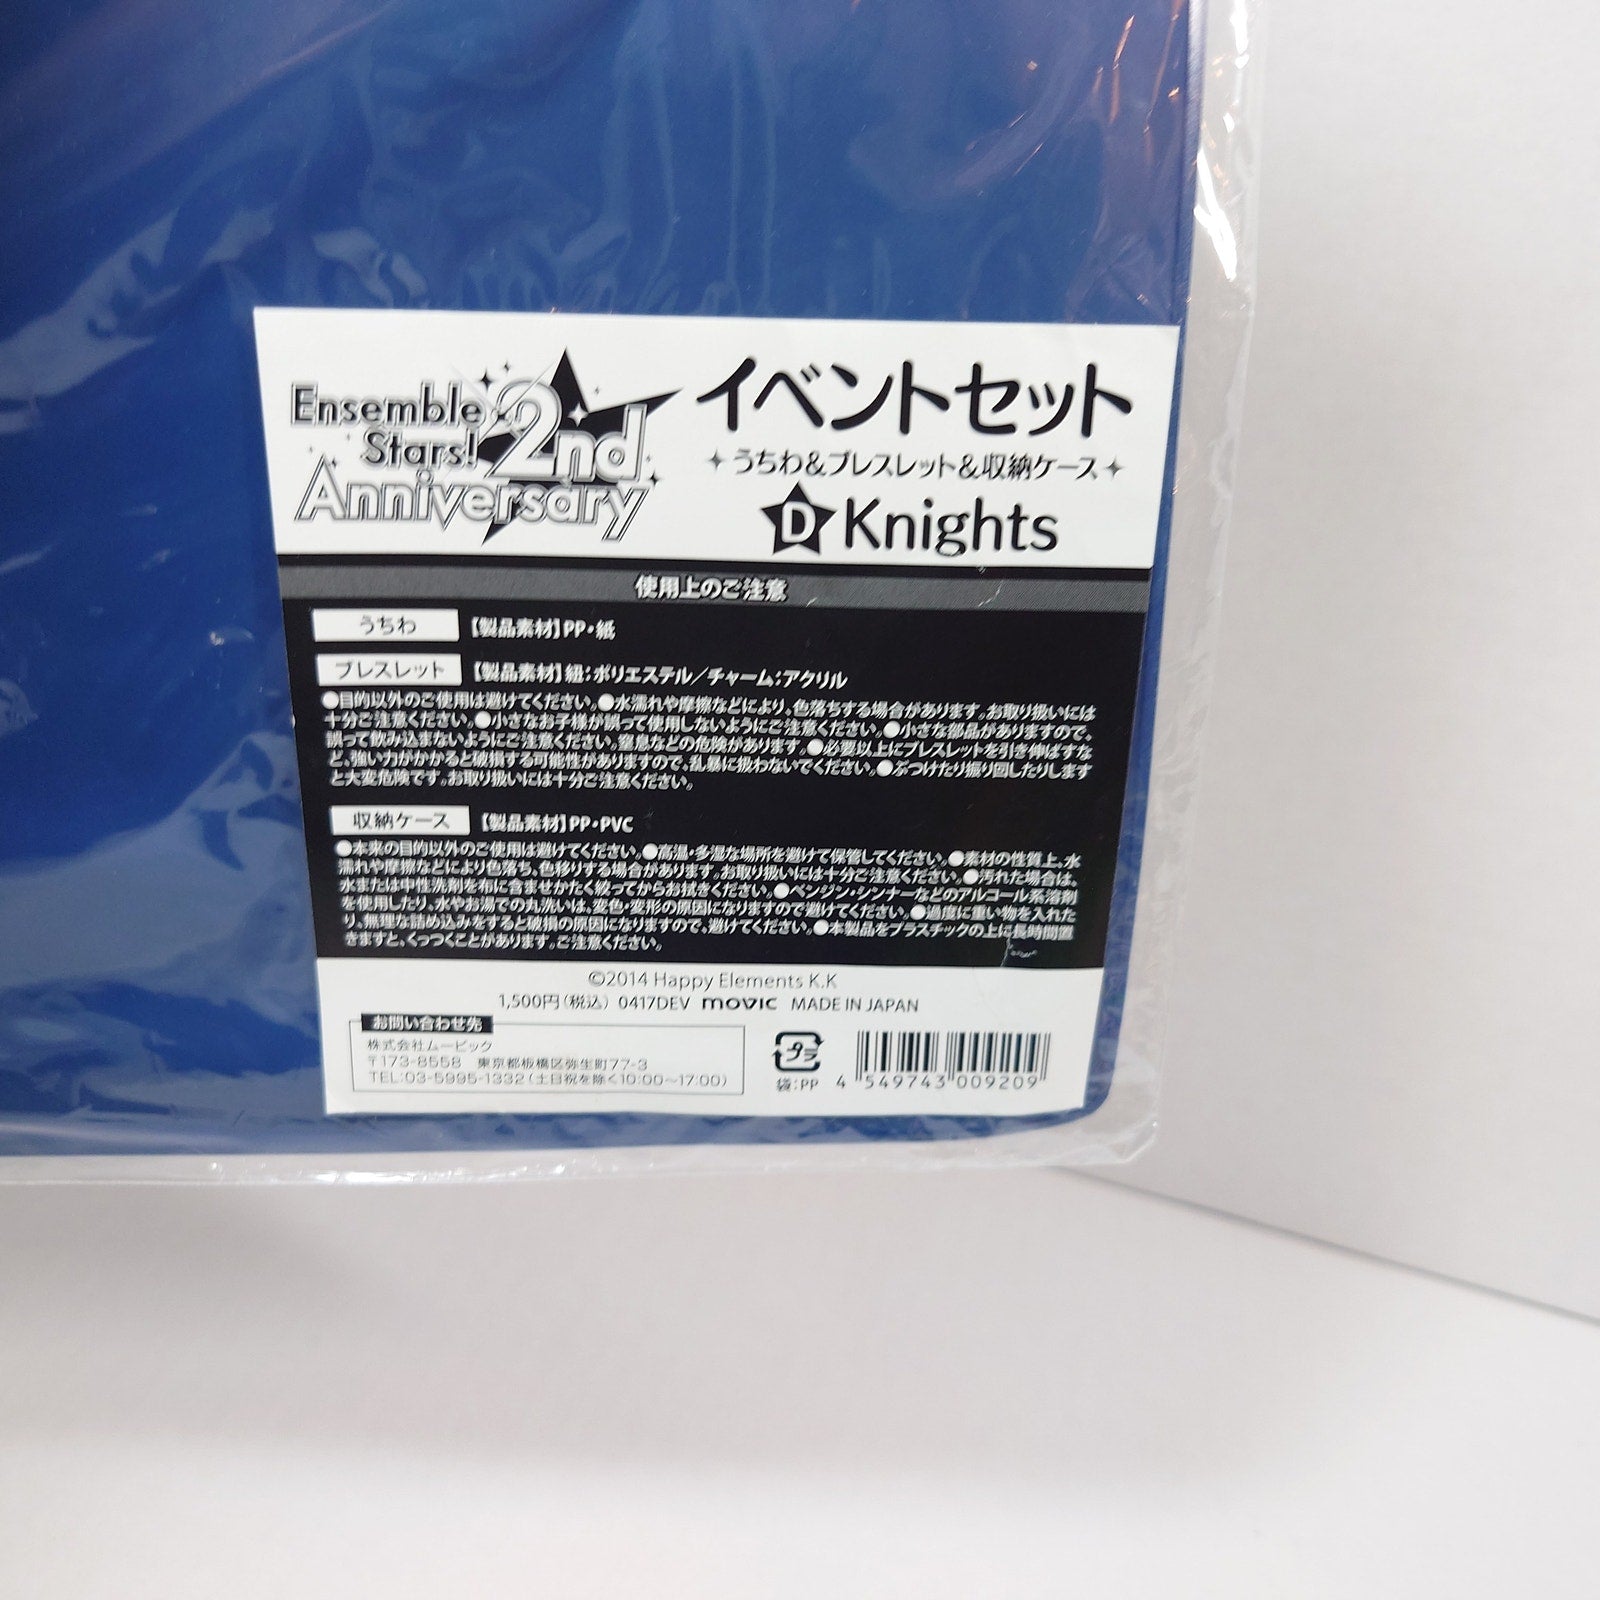 Ensemble
Stars! 2nd
Anniversary
イベントセット
うちわ&ブレスレット&収納ケース
D Knights
使用上のご注意
うちわ 【製品素材】PP・紙
ブレスレット 【製品素材】紐:ポリエステル/チャーム:アクリル
●目的以外のご使用は避けてください。●水濡れや摩擦などにより、色落ちする場合があります。お取り扱いには
十分ご注意ください。●小さなお子様が誤って使用しないようにご注意ください。●小さな部品がありますので、
誤って飲み込まないようにご注意ください。窒息などの危険があります。●必要以上にブレスレットを引き伸ばすな
ど、強い力がかかると破損する可能性がありますので、乱暴に扱わないでください。●ぶつけたり振り回したりします
と大変危険です。お取り扱いには十分ご注意ください。
収納ケース 【製品素材】PP・PVC
●本来の目的以外のご使用は避けてください。●高温・多湿な場所を避けて保管してください。●素材の性質上、水
濡れや摩擦などにより色落ち、色移りする場合があります。お取り扱いには十分ご注意ください。●汚れた場合は、
水または中性洗剤を布に含ませかたく絞ってからお拭きください。●ベンジン・シンナーなどのアルコール系溶剤
を使用したり、水やお湯での丸洗いは、変色・変形の原因になりますので避けてください。●過度に重い物を入れた
り、無理な詰め込みをすると破損の原因になりますので、避けてください。●本製品をプラスチックの上に長時間置
きますと、くっつくことがあります。ご注意ください。
©2014 Happy Elements K.K
1,500円(税込) 0417DEV movic MADE IN JAPAN
お問い合わせ先
株式会社ムービック
〒173-8558 東京都板橋区弥生町77-3
TEL:03-5995-1332(土日祝を除く10:00〜17:00)
プラ
袋:PP
4 549743 009209